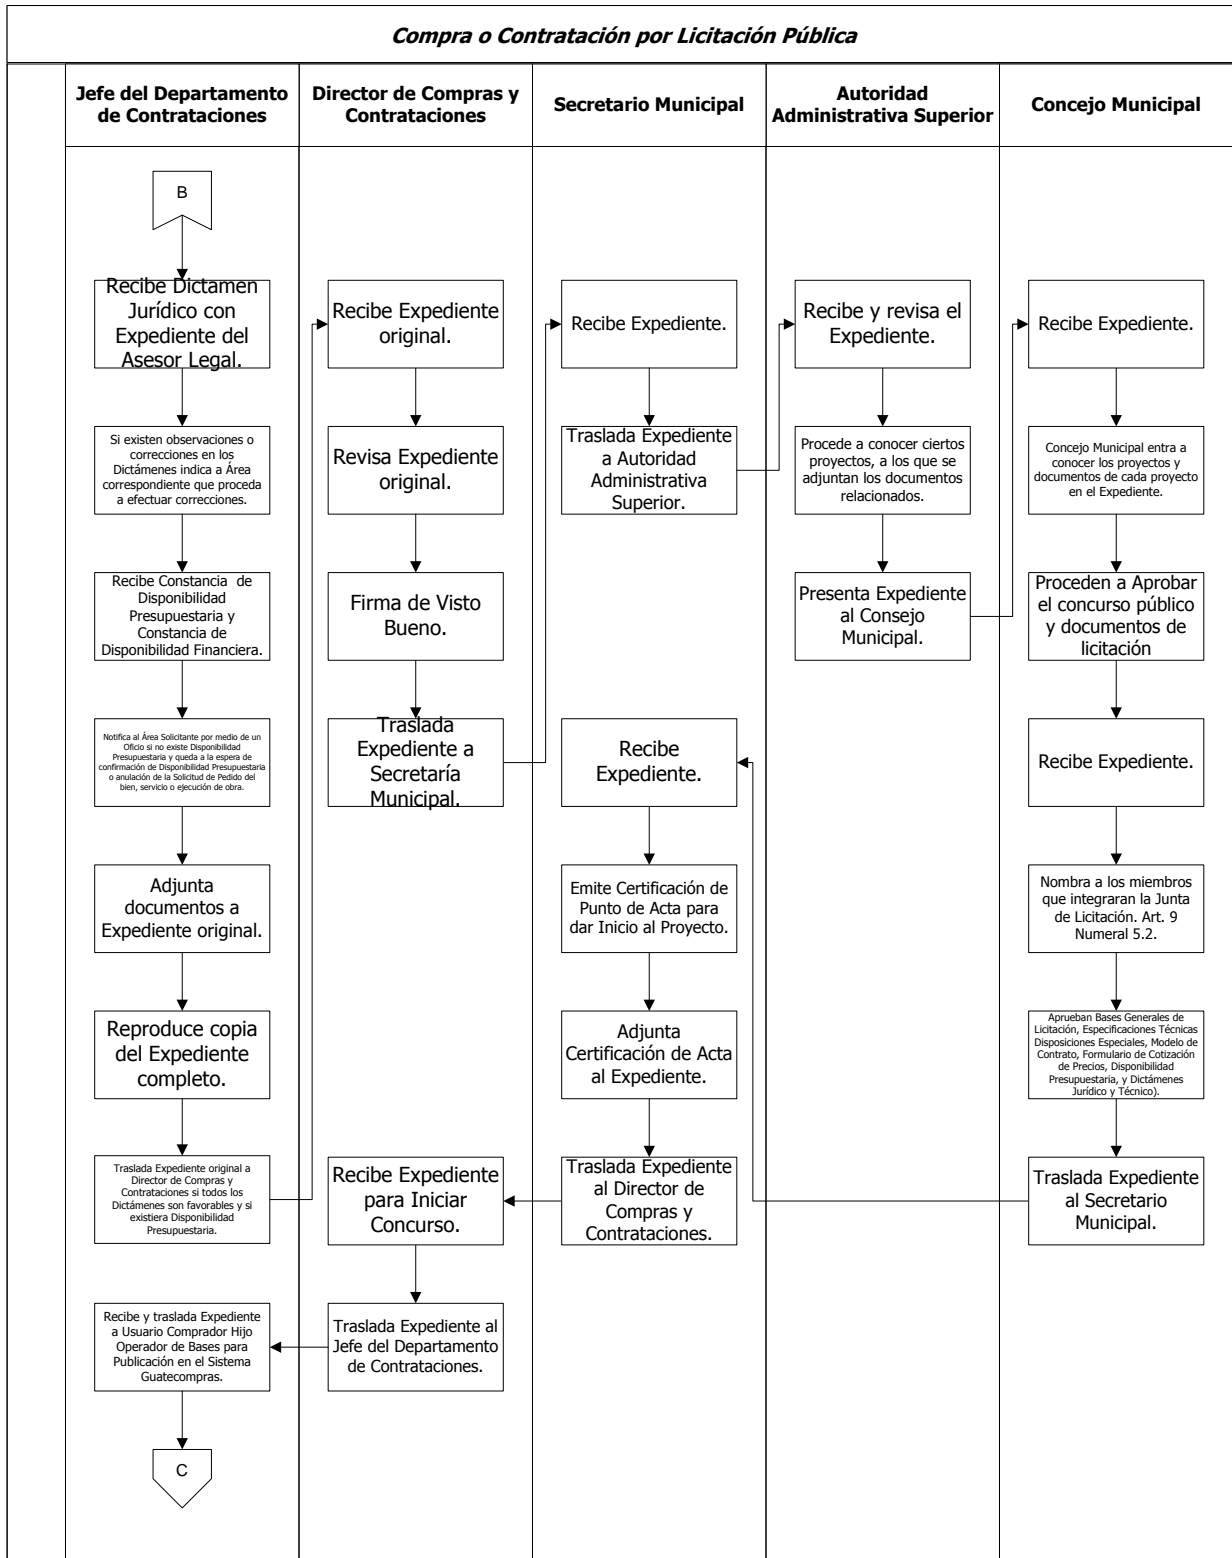 Compra o Contratación por Licitación Pública
Jefe del Departamento
de Contrataciones
Director de Compras y
Contrataciones
Secretario Municipal
Autoridad
Administrativa Superior
Concejo Municipal
B
Recibe Dictamen
Jurídico con
Expediente del
Asesor Legal.
Si existen observaciones o
correcciones en los
Dictámenes indica a Área
correspondiente que proceda
a efectuar correcciones.
Recibe Constancia de
Disponibilidad
Presupuestaria y
Constancia de
Disponibilidad Financiera.
Notifica al Área Solicitante por medio de un
Oficio si no existe Disponibilidad
Presupuestaria y queda a la espera de
confirmación de Disponibilidad Presupuestaria
o anulación de la Solicitud de Pedido del
bien, servicio o ejecución de obra.
Adjunta
documentos a
Expediente original.
Reproduce copia
del Expediente
completo.
Traslada Expediente original a
Director de Compras y
Contrataciones si todos los
Dictámenes son favorables y si
existiera Disponibilidad
Presupuestaria.
Recibe Expediente
original.
Revisa Expediente
original.
Firma de Visto
Bueno.
Traslada
Expediente a
Secretaría
Municipal.
Recibe Expediente.
Traslada Expediente
a Autoridad
Administrativa
Superior.
Recibe y revisa el
Expediente.
Procede a conocer ciertos
proyectos, a los que se
adjuntan los documentos
relacionados.
Presenta Expediente
al Consejo
Municipal.
Recibe Expediente.
Concejo Municipal entra a
conocer los proyectos y
documentos de cada proyecto
en el Expediente.
Proceden a Aprobar
el concurso público
y documentos de
licitación
Recibe Expediente.
Nombra a los miembros
que integraran la Junta
de Licitación. Art. 9
Numeral 5.2.
Aprueban Bases Generales de
Licitación, Especificaciones Técnicas
Disposiciones Especiales, Modelo de
Contrato, Formulario de Cotización
de Precios, Disponibilidad
Presupuestaria, y Dictámenes
Jurídico y Técnico).
Traslada Expediente
al Secretario
Municipal.
Recibe
Expediente.
Emite Certificación de
Punto de Acta para
dar Inicio al Proyecto.
Adjunta
Certificación de Acta
al Expediente.
Traslada Expediente
al Director de
Compras y
Contrataciones.
Recibe Expediente
para Iniciar
Concurso.
Traslada Expediente al
Jefe del Departamento
de Contrataciones.
Recibe y traslada Expediente
a Usuario Comprador Hijo
Operador de Bases para
Publicación en el Sistema
Guatecompras.
C